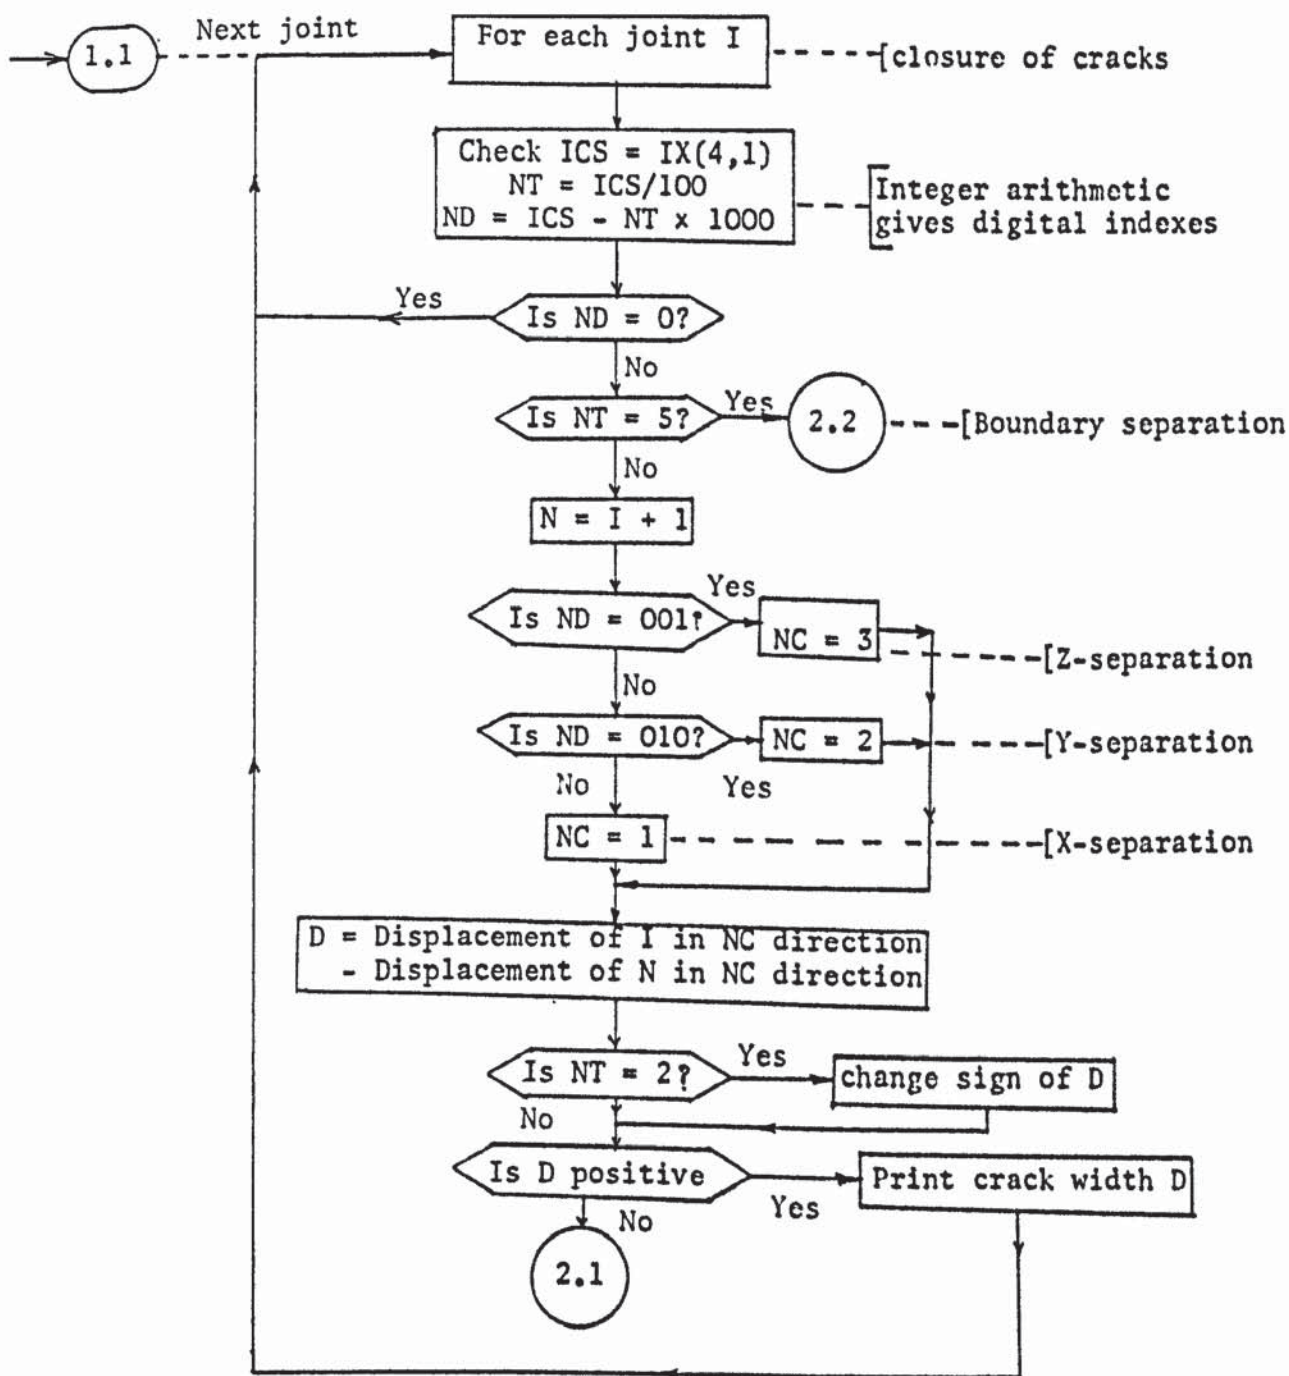 Next joint
1.1
For each joint I
[closure of cracks
Check ICS = IX(4,1)
NT = ICS/100
ND = ICS - NT x 1000
[Integer arithmetic
gives digital indexes
Yes
Is ND = 0?
No
Is NT = 5?
Yes
2.2
[Boundary separation
No
N = I + 1
Is ND = 001?
Yes
NC = 3
[Z-separation
No
Is ND = 010?
Yes
NC = 2
[Y-separation
No
NC = 1
[X-separation
D = Displacement of I in NC direction
- Displacement of N in NC direction
Is NT = 2?
Yes
change sign of D
No
Is D positive
Yes
Print crack width D
No
2.1